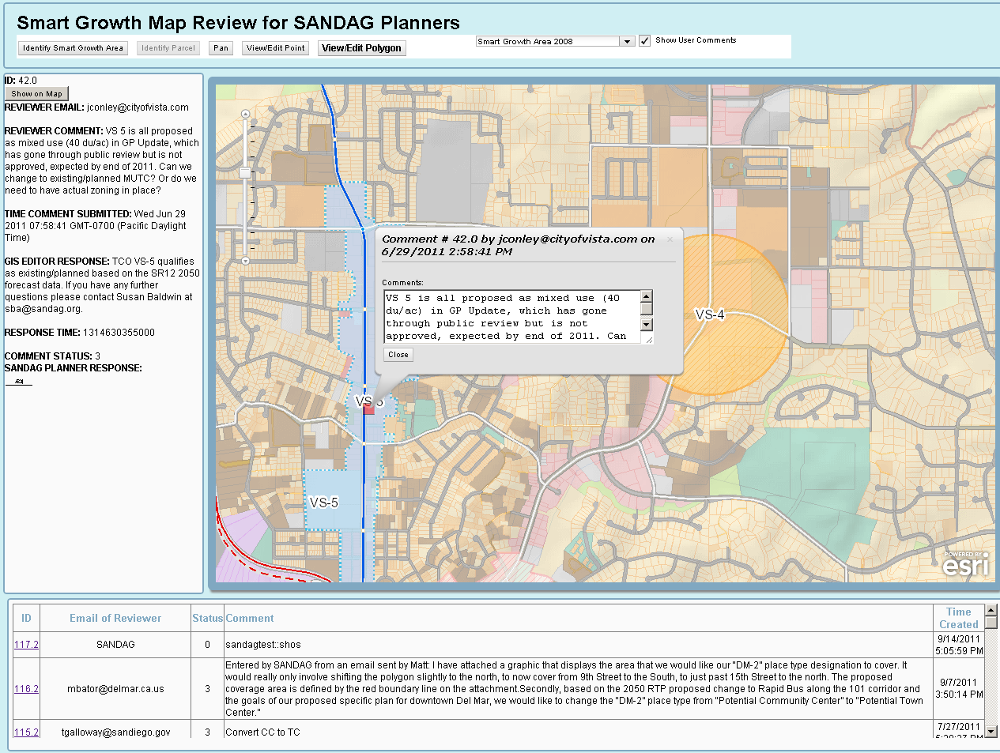 Smart Growth Map Review for SANDAG Planners
Identify Smart Growth Area
Identify Parcel
Pan
View/Edit Point
View/Edit Polygon
Smart Growth Area 2008
Show User Comments
ID: 42.0
Show on Map
REVIEWER EMAIL: jconley@cityofvista.com
REVIEWER COMMENT: VS 5 is all proposed
as mixed use (40 du/ac) in GP Update, which
has gone through public review but is not
approved, expected by end of 2011. Can we
change to existing/planned MUTC? Or do we
need to have actual zoning in place?
TIME COMMENT SUBMITTED: Wed Jun 29
2011 07:58:41 GMT-0700 (Pacific Daylight
Time)
GIS EDITOR RESPONSE: TCO VS-5 qualifies
as existing/planned based on the SR12 2050
forecast data. If you have any further
questions please contact Susan Baldwin at
sba@sandag.org.
RESPONSE TIME: 1314630355000
COMMENT STATUS: 3
SANDAG PLANNER RESPONSE:
Comment # 42.0 by jconley@cityofvista.com on
6/29/2011 2:58:41 PM
Comments:
VS 5 is all proposed as mixed use (40
du/ac) in GP Update, which has gone
through public review but is not
approved, expected by end of 2011. Can
Close
VS-4
VS 5
VS-5
POWERED BY
esri
ID Email of Reviewer Status Comment Time Created
117.2 SANDAG 0 sandagtest::shos 9/14/2011 5:05:59 PM
116.2 mbator@delmar.ca.us 3
Entered by SANDAG from an email sent by Matt: I have attached a graphic that displays the area that we would like our "DM-2" place type designation to cover. It
would really only involve shifting the polygon slightly to the north, to now cover from 9th Street to the South, to just past 15th Street to the north. The proposed
coverage area is defined by the red boundary line on the attachment.Secondly, based on the 2050 RTP proposed change to Rapid Bus along the 101 corridor and
the goals of our proposed specific plan for downtown Del Mar, we would like to change the "DM-2" place type from "Potential Community Center" to "Potential Town
Center."
9/7/2011
3:50:14 PM
115.2 tgalloway@sandiego.gov 3 Convert CC to TC 7/27/2011